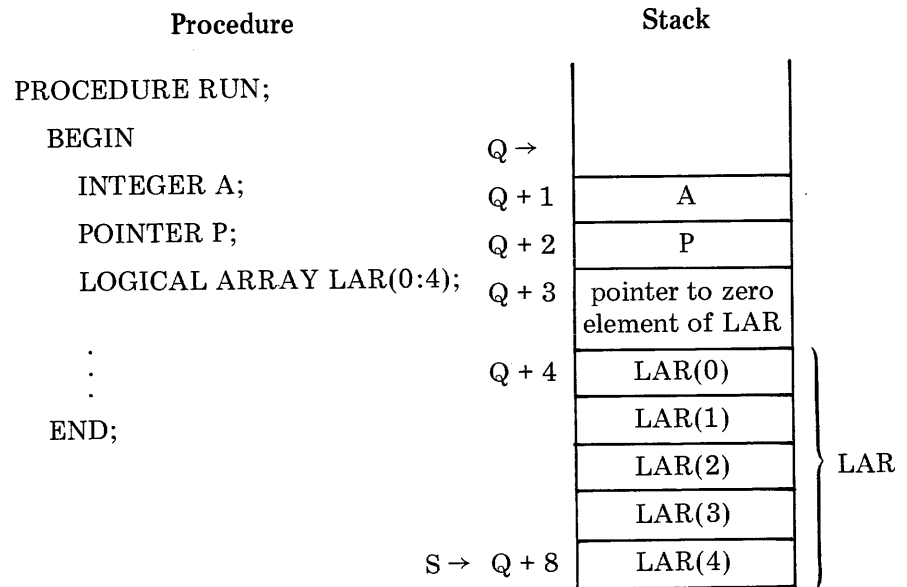 Procedure
PROCEDURE RUN;
BEGIN
INTEGER A;
POINTER P;
LOGICAL ARRAY LAR(0:4);
.
.
.
END;
Stack
Q →
Q + 1 A
Q + 2 P
Q + 3 pointer to zero
element of LAR
Q + 4 LAR(0)
LAR(1)
LAR(2) LAR
LAR(3)
S → Q + 8 LAR(4)